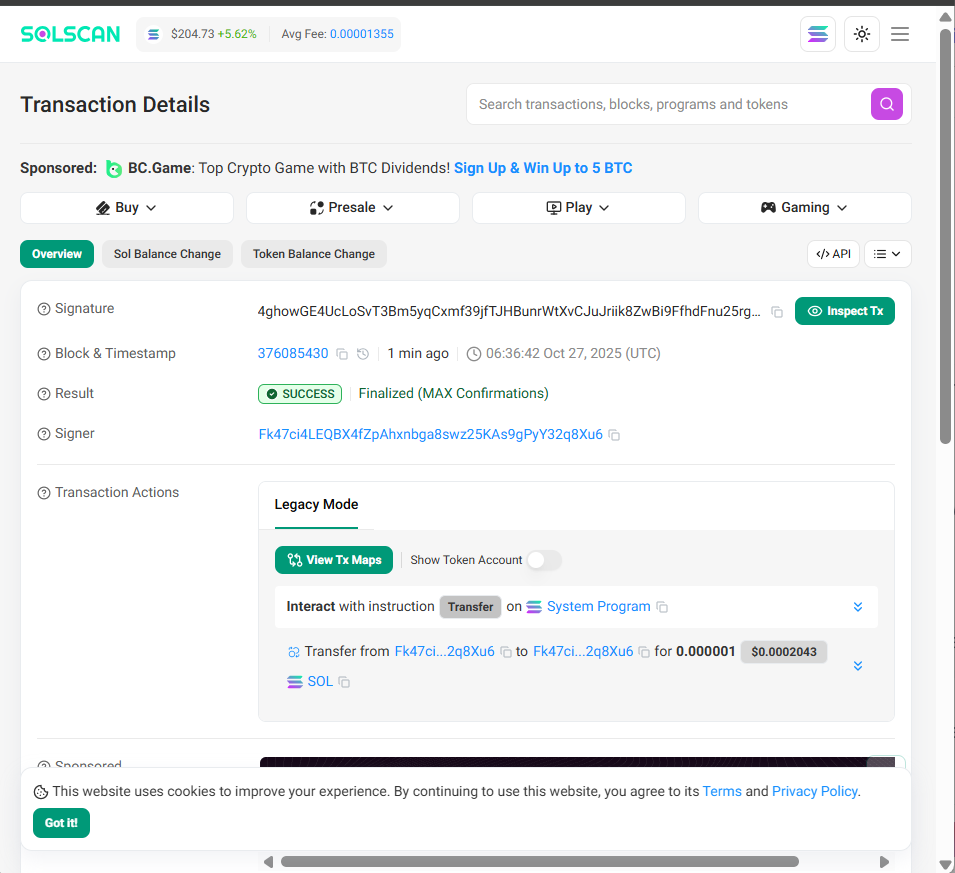 SOLSCAN $204.73 +5.62% Avg Fee: 0.00001355
Transaction Details
Search transactions, blocks, programs and tokens
Sponsored: BC.Game: Top Crypto Game with BTC Dividends! Sign Up & Win Up to 5 BTC
Buy Presale Play Gaming
Overview Sol Balance Change Token Balance Change </> API
Signature 4ghowGE4UcLoSvT3Bm5yqCxmf39jfTJHBunrWtXvCJuJriik8ZwBi9FfhdFnu25rg... Inspect Tx
Block & Timestamp 376085430 1 min ago 06:36:42 Oct 27, 2025 (UTC)
Result SUCCESS Finalized (MAX Confirmations)
Signer Fk47ci4LEQBX4fZpAhxnbga8swz25KAs9gPyY32q8Xu6
Transaction Actions
Legacy Mode
View Tx Maps Show Token Account
Interact with instruction Transfer on System Program
Transfer from Fk47ci...2q8Xu6 to Fk47ci...2q8Xu6 for 0.000001 $0.0002043
SOL
Sponsored
This website uses cookies to improve your experience. By continuing to use this website, you agree to its Terms and Privacy Policy.
Got it!